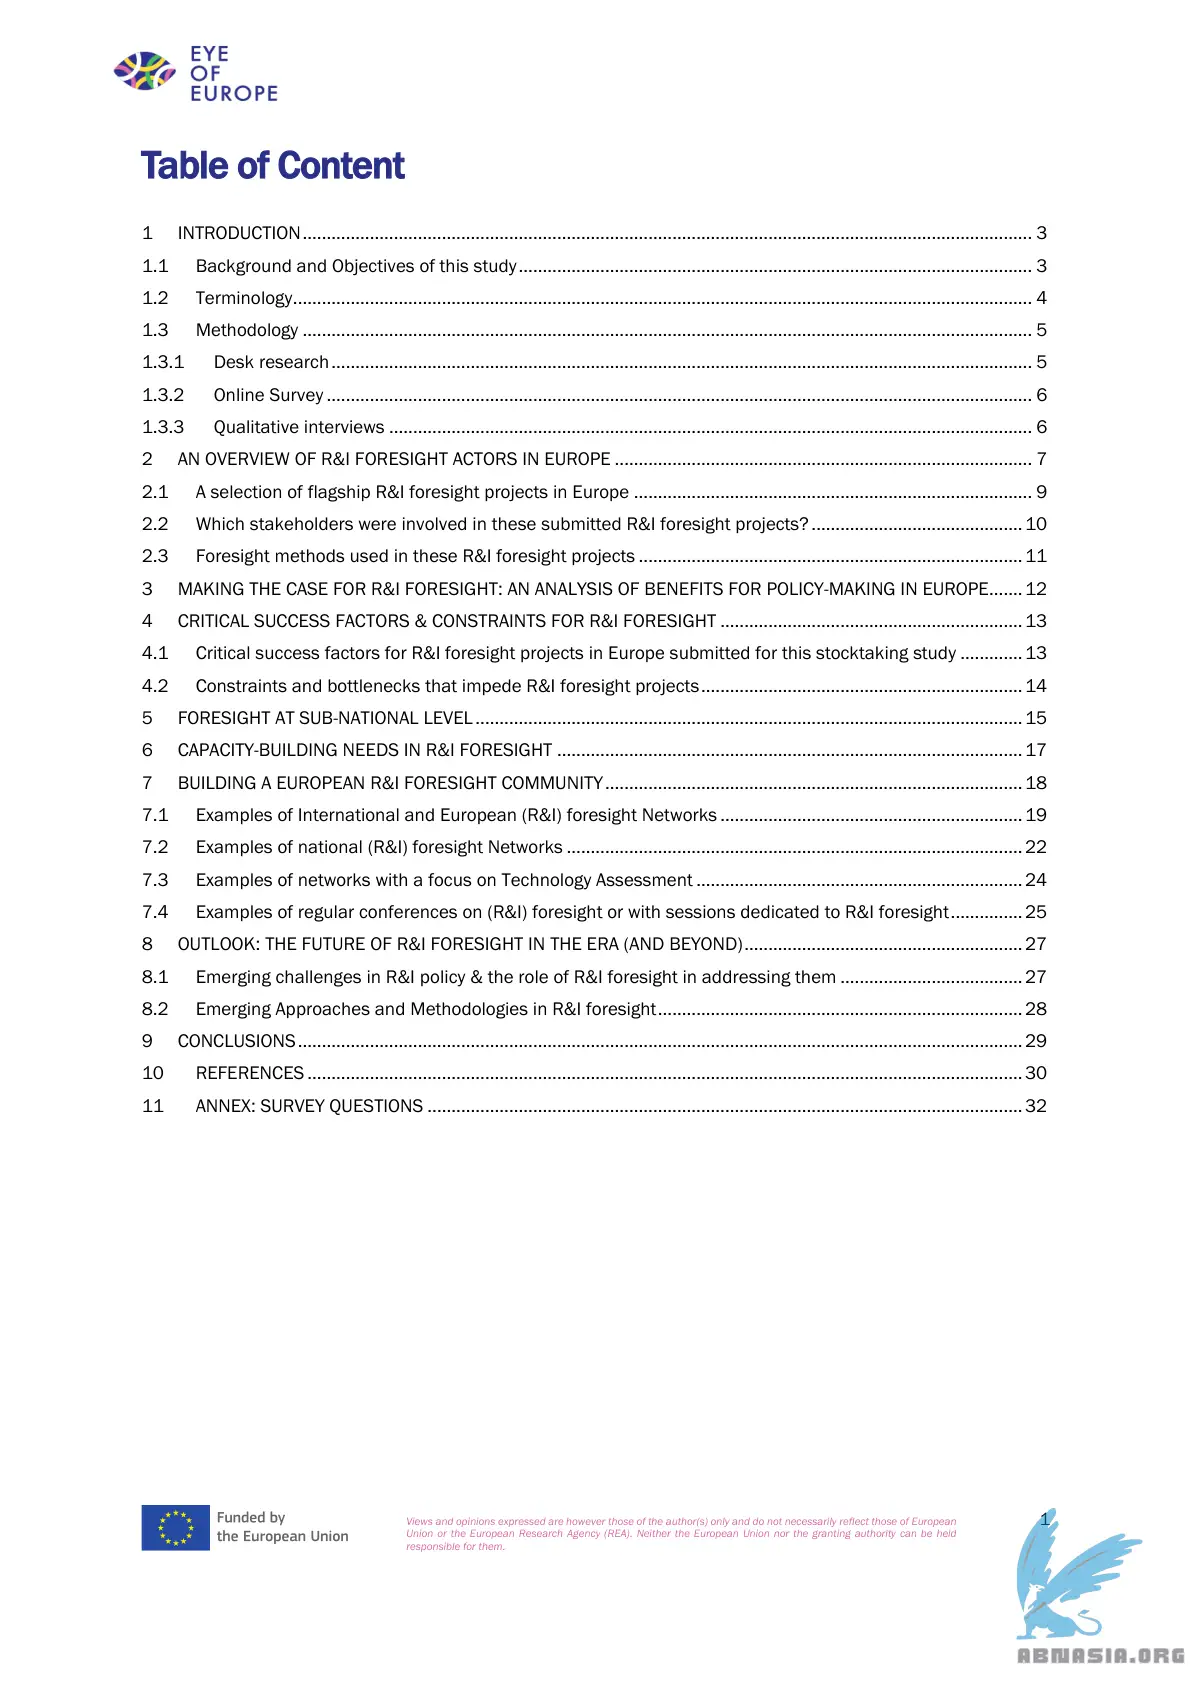 EYE
OF
EUROPE
Table of Content
1 INTRODUCTION 3
1.1 Background and Objectives of this study 3
1.2 Terminology 4
1.3 Methodology 5
1.3.1 Desk research 5
1.3.2 Online Survey 6
1.3.3 Qualitative interviews 6
2 AN OVERVIEW OF R&I FORESIGHT ACTORS IN EUROPE 7
2.1 A selection of flagship R&I foresight projects in Europe 9
2.2 Which stakeholders were involved in these submitted R&I foresight projects? 10
2.3 Foresight methods used in these R&I foresight projects 11
3 MAKING THE CASE FOR R&I FORESIGHT: AN ANALYSIS OF BENEFITS FOR POLICY-MAKING IN EUROPE 12
4 CRITICAL SUCCESS FACTORS & CONSTRAINTS FOR R&I FORESIGHT 13
4.1 Critical success factors for R&I foresight projects in Europe submitted for this stocktaking study 13
4.2 Constraints and bottlenecks that impede R&I foresight projects 14
5 FORESIGHT AT SUB-NATIONAL LEVEL 15
6 CAPACITY-BUILDING NEEDS IN R&I FORESIGHT 17
7 BUILDING A EUROPEAN R&I FORESIGHT COMMUNITY 18
7.1 Examples of International and European (R&I) foresight Networks 19
7.2 Examples of national (R&I) foresight Networks 22
7.3 Examples of networks with a focus on Technology Assessment 24
7.4 Examples of regular conferences on (R&I) foresight or with sessions dedicated to R&I foresight 25
8 OUTLOOK: THE FUTURE OF R&I FORESIGHT IN THE ERA (AND BEYOND) 27
8.1 Emerging challenges in R&I policy & the role of R&I foresight in addressing them 27
8.2 Emerging Approaches and Methodologies in R&I foresight 28
9 CONCLUSIONS 29
10 REFERENCES 30
11 ANNEX: SURVEY QUESTIONS 32
Funded by
the European Union
Views and opinions expressed are however those of the author(s) only and do not necessarily reflect those of European
Union or the European Research Agency (REA). Neither the European Union nor the granting authority can be held
responsible for them.
1
ABNASIA.ORG